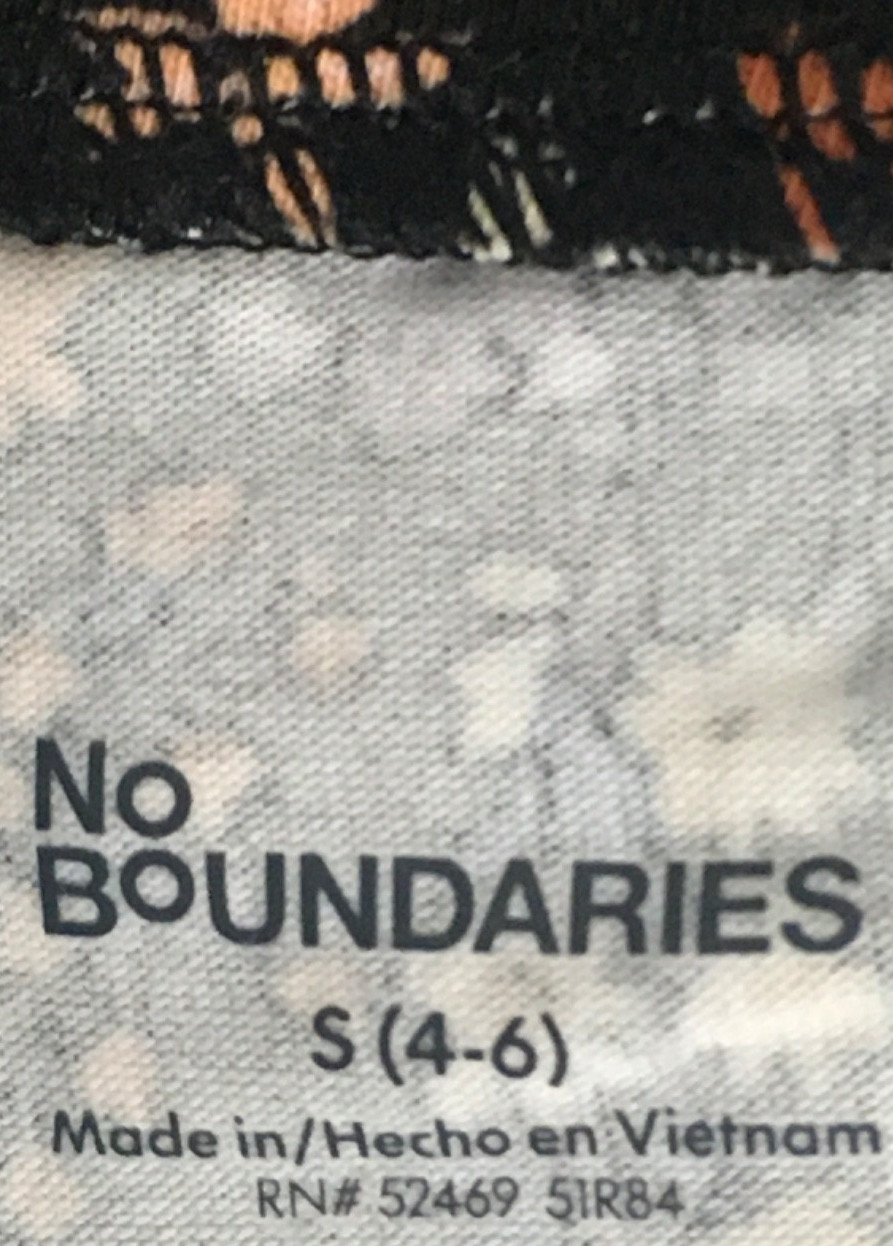 No
BOUNDARIES
S (4-6)
Made in/Hecho en Vietnam
RN# 52469 51R84